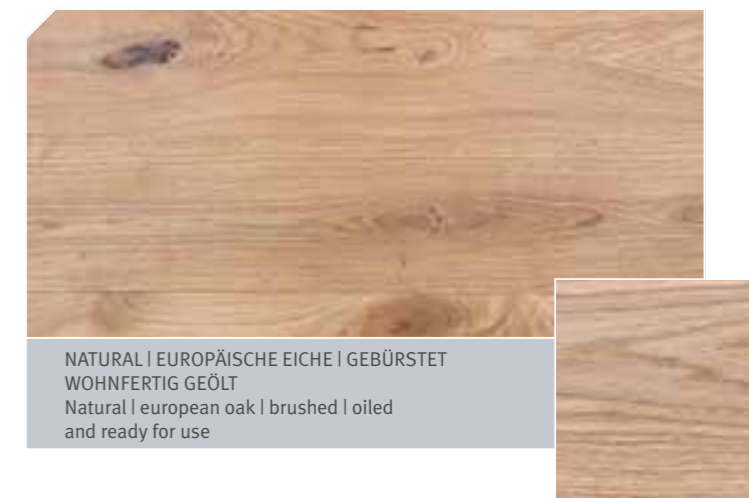 NATURAL | EUROPÄISCHE EICHE | GEBÜRSTET
WOHNFERTIG GEÖLT
Natural | european oak | brushed | oiled
and ready for use